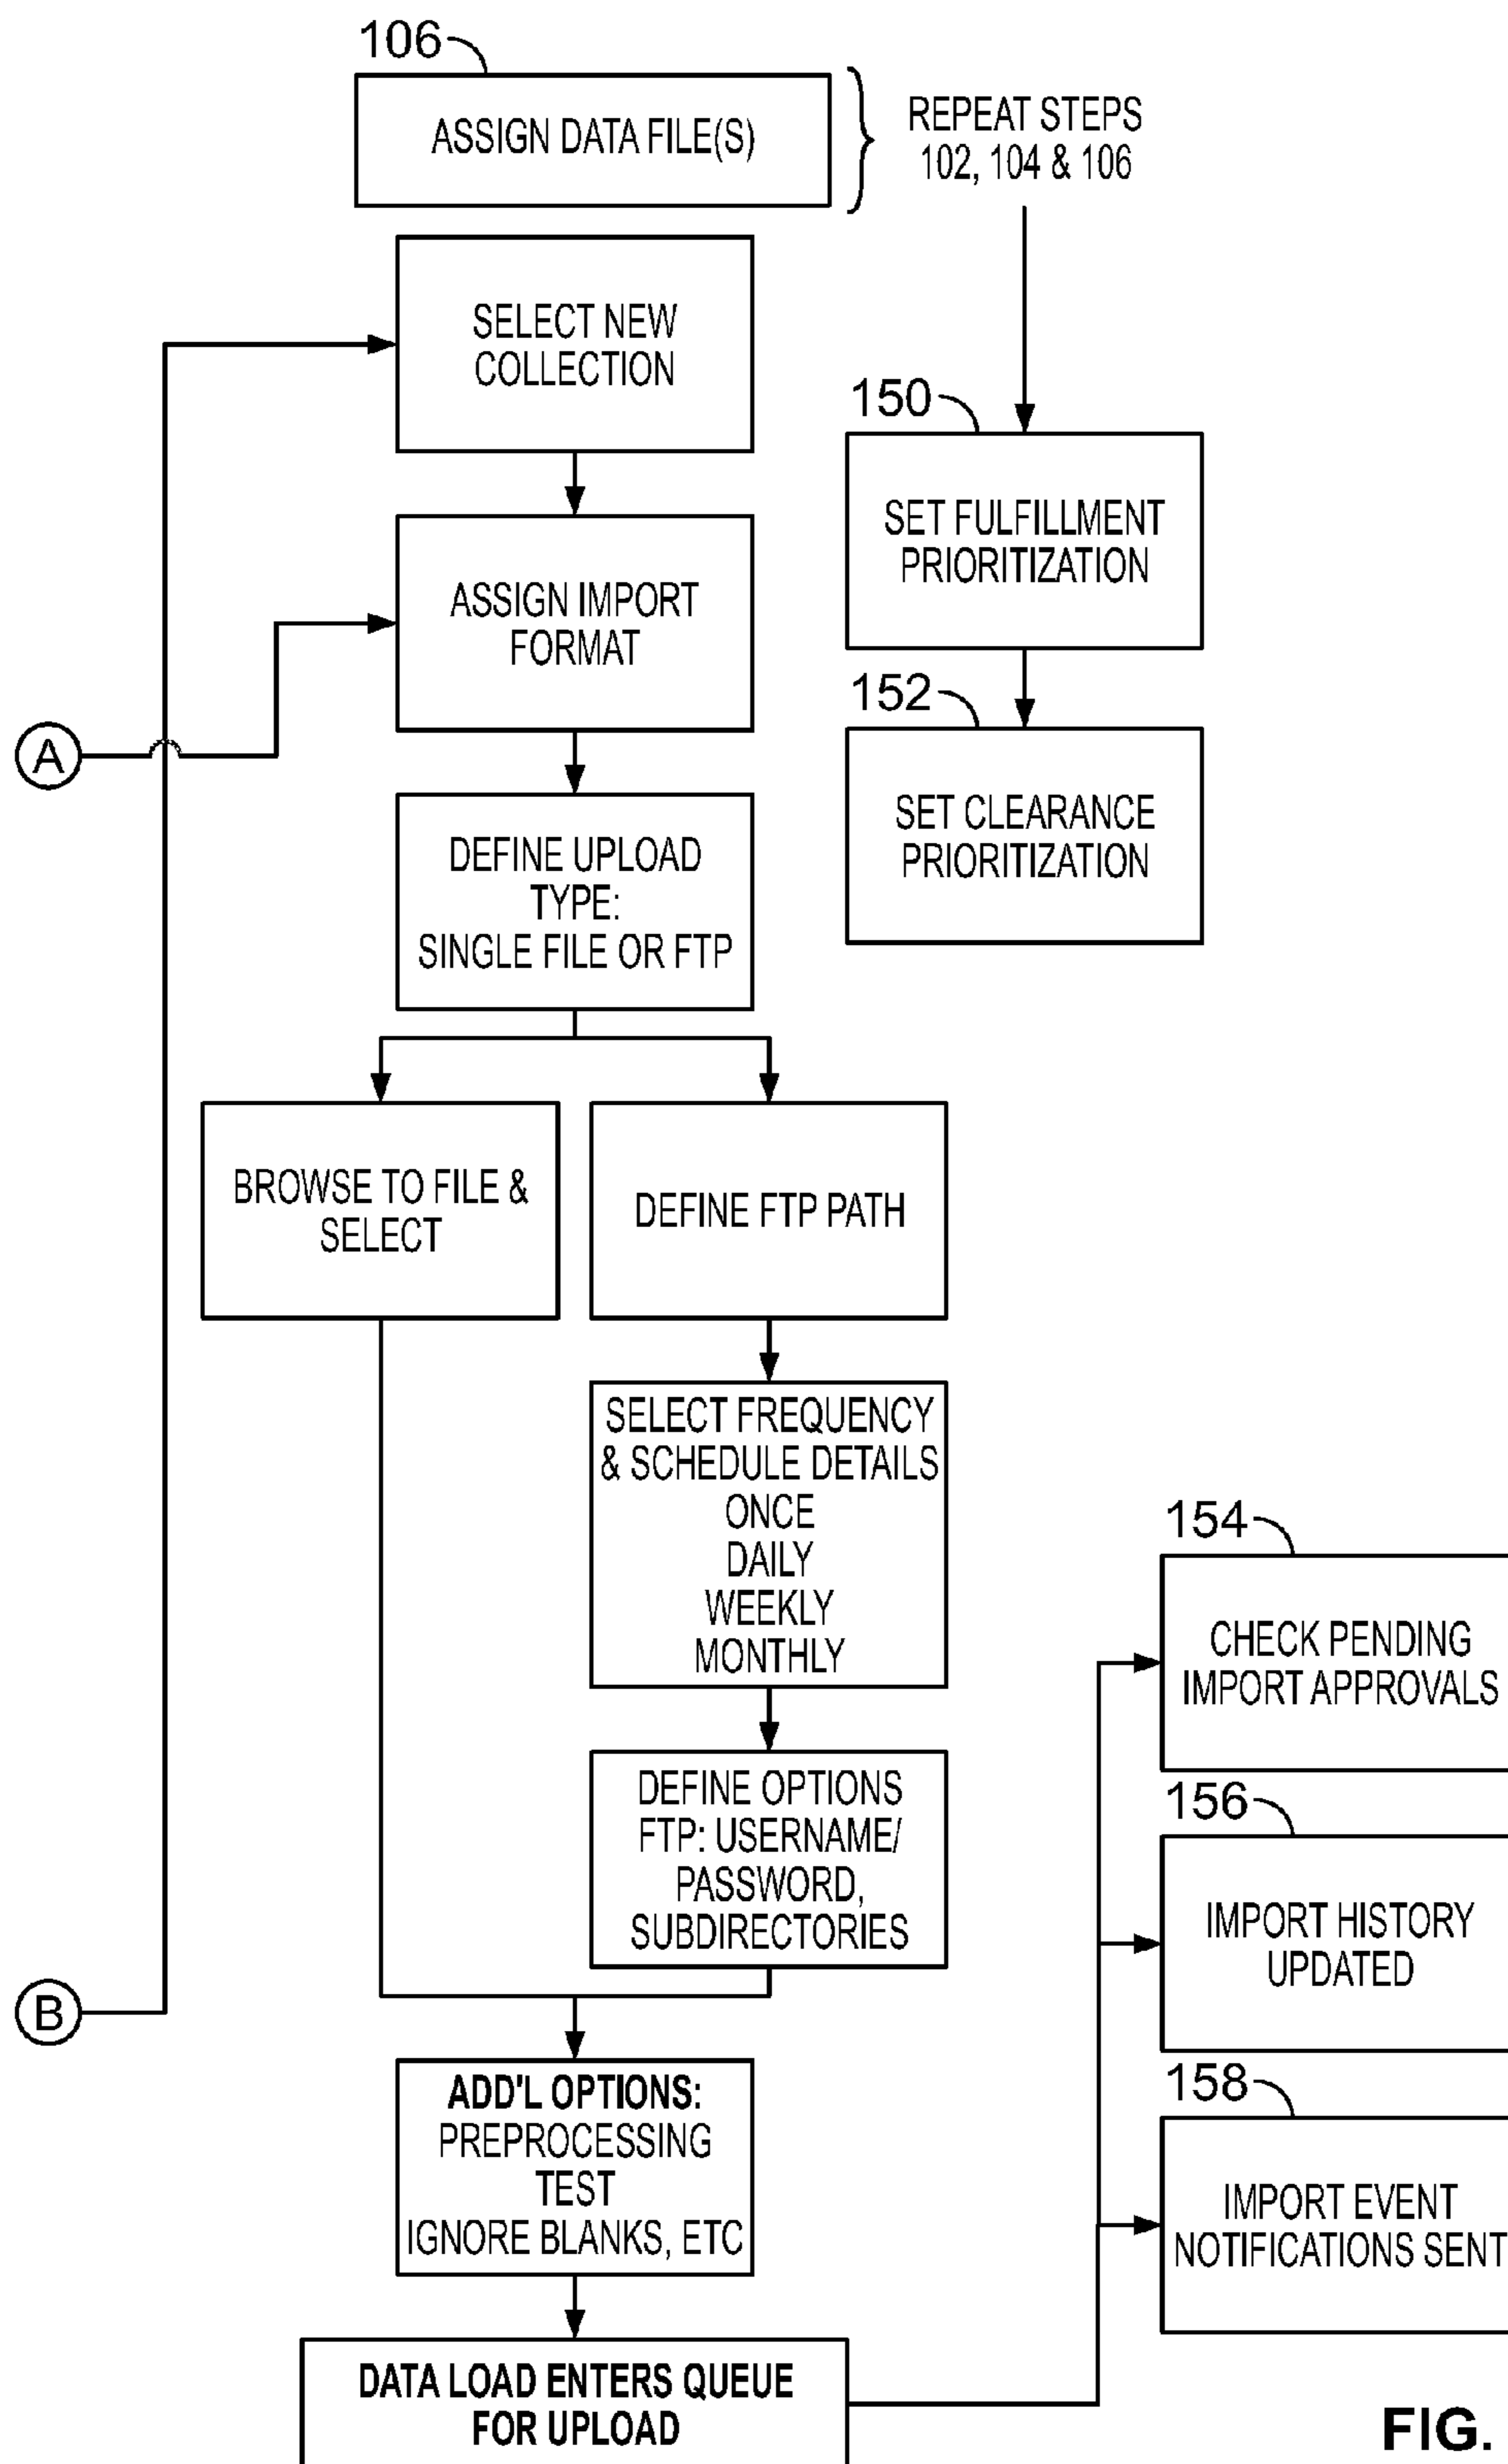 106
ASSIGN DATA FILE(S)
REPEAT STEPS
102, 104 & 106
SELECT NEW
COLLECTION
150
SET FULFILLMENT
PRIORITIZATION
ASSIGN IMPORT
FORMAT
152
SET CLEARANCE
PRIORITIZATION
A
DEFINE UPLOAD
TYPE:
SINGLE FILE OR FTP
BROWSE TO FILE &
SELECT
DEFINE FTP PATH
SELECT FREQUENCY
& SCHEDULE DETAILS
ONCE
DAILY
WEEKLY
MONTHLY
154
CHECK PENDING
IMPORT APPROVALS
DEFINE OPTIONS
FTP: USERNAME/
PASSWORD,
SUBDIRECTORIES
156
IMPORT HISTORY
UPDATED
B
ADD'L OPTIONS:
PREPROCESSING
TEST
IGNORE BLANKS, ETC
158
IMPORT EVENT
NOTIFICATIONS SENT
DATA LOAD ENTERS QUEUE
FOR UPLOAD
FIG.